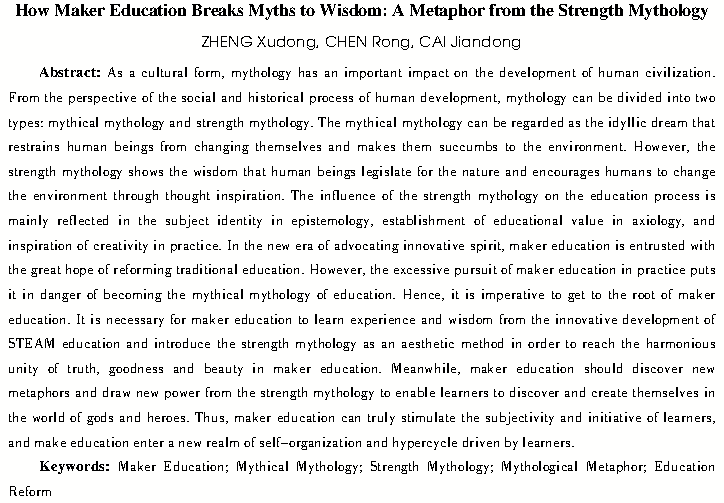 How Maker Education Breaks Myths to Wisdom: A Metaphor from the Strength Mythology
ZHENG Xudong, CHEN Rong, CAI Jiandong
Abstract: As a cultural form, mythology has an important impact on the development of human civilization.
From the perspective of the social and historical process of human development, mythology can be divided into two
types: mythical mythology and strength mythology. The mythical mythology can be regarded as the idyllic dream that
restrains human beings from changing themselves and makes them succumbs to the environment. However, the
strength mythology shows the wisdom that human beings legislate for the nature and encourages humans to change
the environment through thought inspiration. The influence of the strength mythology on the education process is
mainly reflected in the subject identity in epistemology, establishment of educational value in axiology, and
inspiration of creativity in practice. In the new era of advocating innovative spirit, maker education is entrusted with
the great hope of reforming traditional education. However, the excessive pursuit of maker education in practice puts
it in danger of becoming the mythical mythology of education. Hence, it is imperative to get to the root of maker
education. It is necessary for maker education to learn experience and wisdom from the innovative development of
STEAM education and introduce the strength mythology as an aesthetic method in order to reach the harmonious
unity of truth, goodness and beauty in maker education. Meanwhile, maker education should discover new
metaphors and draw new power from the strength mythology to enable learners to discover and create themselves in
the world of gods and heroes. Thus, maker education can truly stimulate the subjectivity and initiative of learners,
and make education enter a new realm of self-organization and hypercycle driven by learners.
Keywords: Maker Education; Mythical Mythology; Strength Mythology; Mythological Metaphor; Education
Reform